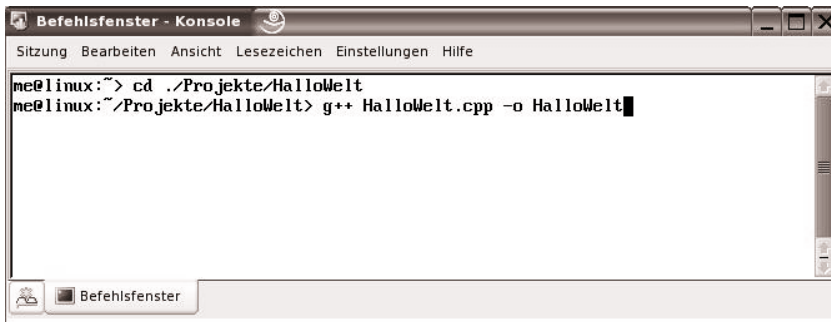 Befehlsfenster - Konsole
Sitzung Bearbeiten Ansicht Lesezeichen Einstellungen Hilfe
me@linux:~> cd ./Projekte/HalloWelt
me@linux:~/Projekte/HalloWelt> g++ HalloWelt.cpp -o HalloWelt
Befehlsfenster